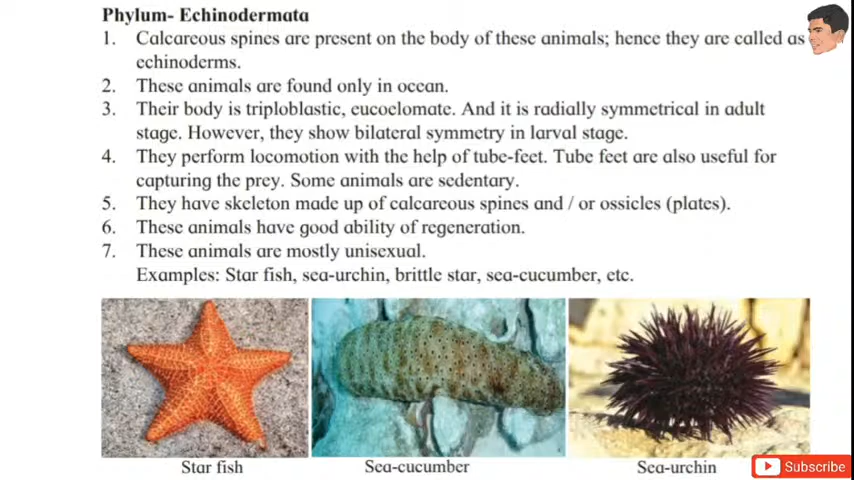 Phylum- Echinodermata
1. Calcareous spines are present on the body of these animals; hence they are called as
echinoderms.
2. These animals are found only in ocean.
3. Their body is triploblastic, eucoelomate. And it is radially symmetrical in adult
stage. However, they show bilateral symmetry in larval stage.
4. They perform locomotion with the help of tube-feet. Tube feet are also useful for
capturing the prey. Some animals are sedentary.
5. They have skeleton made up of calcareous spines and / or ossicles (plates).
6. These animals have good ability of regeneration.
7. These animals are mostly unisexual.
Examples: Star fish, sea-urchin, brittle star, sea-cucumber, etc.
Star fish
Sea-cucumber
Sea-urchin
Subscribe